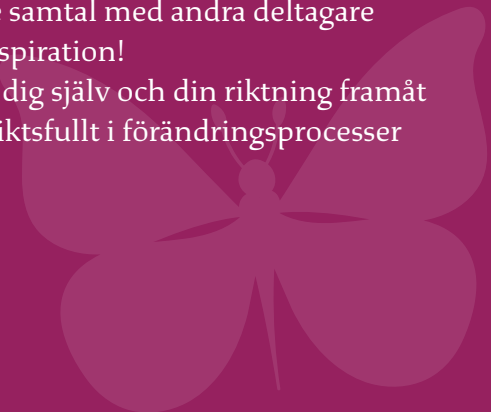 samtal med andra deltagare
spiration!
dig själv och din riktning framåt
iktsfullt i förändringsprocesser